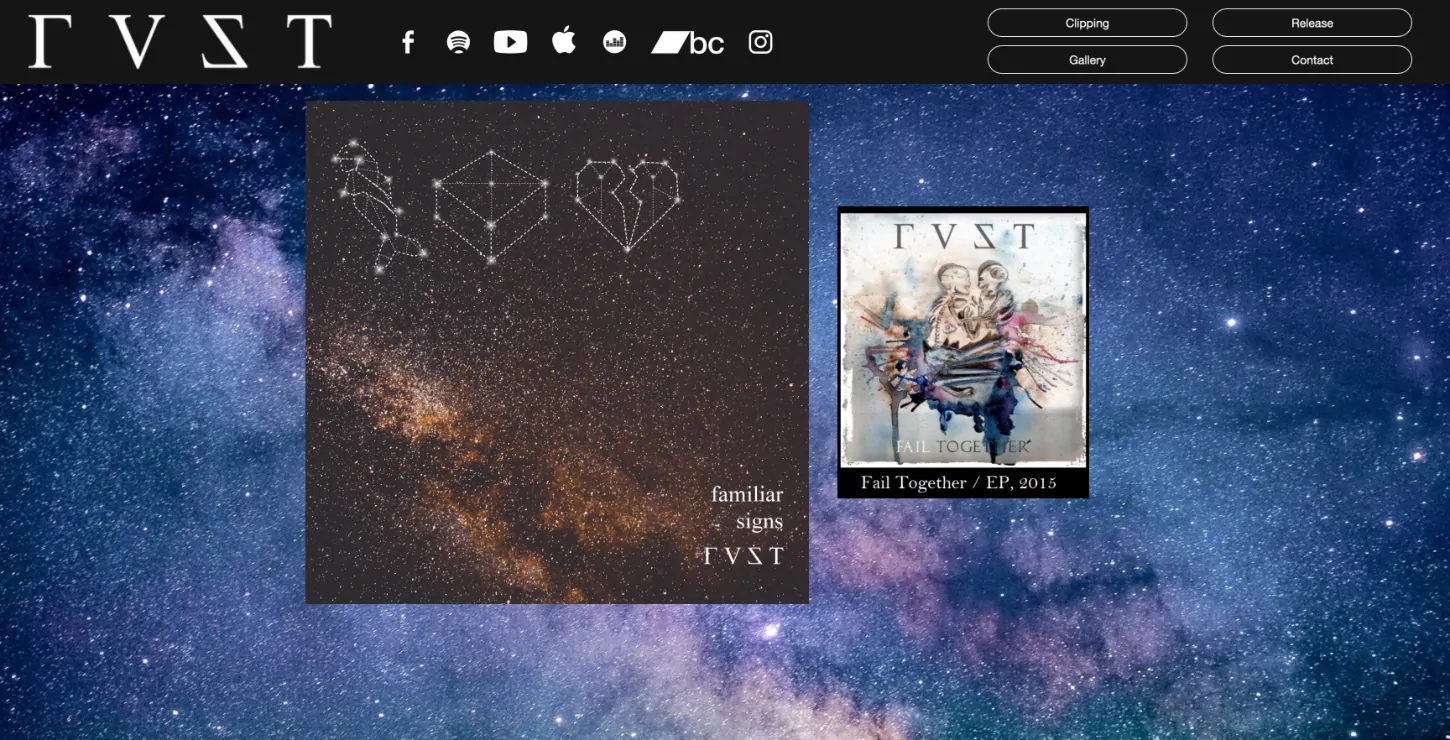 Γ V Σ T
bc
Clipping
Release
Gallery
Contact
familiar
signs
Γ V Σ T
Γ V Σ T
FAIL TOGETHER
Fail Together / EP, 2015